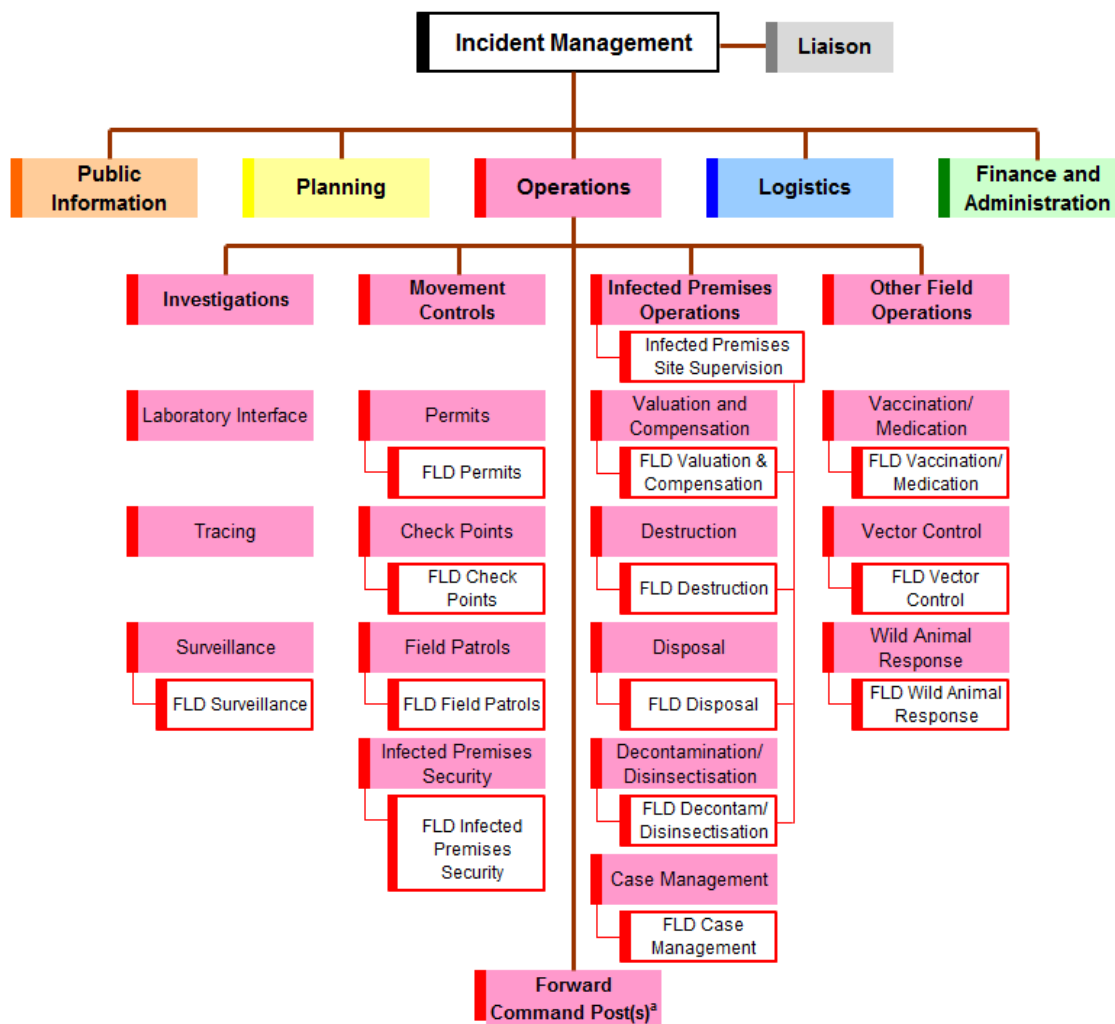 Incident Management
Liaison
Public
Information
Planning
Operations
Logistics
Finance and
Administration
Investigations
Movement
Controls
Infected Premises
Operations
Other Field
Operations
Infected Premises
Site Supervision
Laboratory Interface
Permits
Valuation and
Compensation
Vaccination/
Medication
FLD Permits
FLD Valuation &
Compensation
FLD Vaccination/
Medication
Tracing
Check Points
Destruction
Vector Control
FLD Check
Points
FLD Destruction
FLD Vector
Control
Surveillance
Field Patrols
Disposal
Wild Animal
Response
FLD Surveillance
FLD Field Patrols
FLD Disposal
FLD Wild Animal
Response
Infected Premises
Security
Decontamination/
Disinsectisation
FLD Infected
Premises
Security
FLD Decontam/
Disinsectisation
Case Management
FLD Case
Management
Forward
Command Post(s)ª